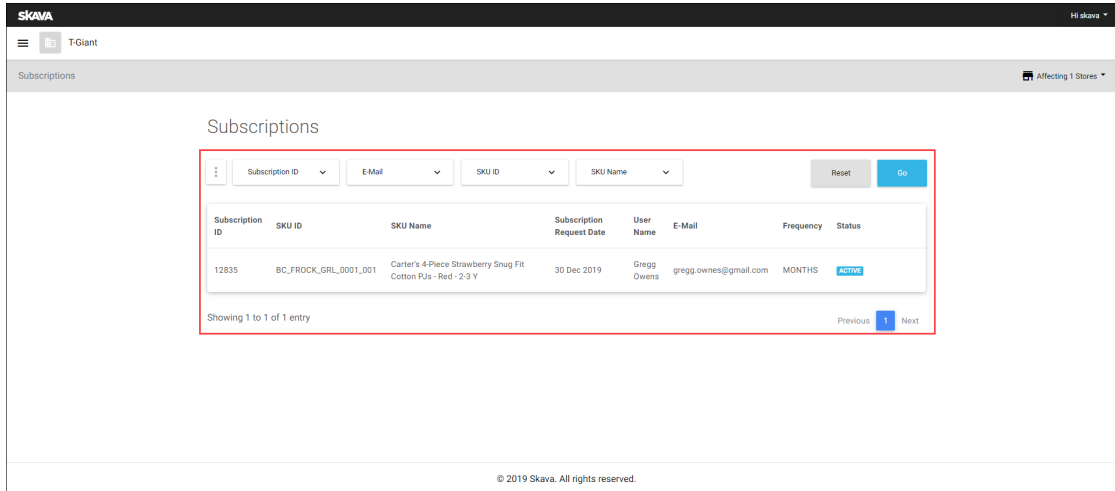 SKAVA
Hi skava
T-Giant
Subscriptions
Affecting 1 Stores
Subscriptions
Subscription ID
E-Mail
SKU ID
SKU Name
Reset
Go
Subscription ID SKU ID SKU Name Subscription Request Date User Name E-Mail Frequency Status
12835 BC_FROCK_GRL_0001_001 Carter's 4-Piece Strawberry Snug Fit Cotton PJs - Red - 2-3 Y 30 Dec 2019 Gregg Owens gregg.ownes@gmail.com MONTHS ACTIVE
Showing 1 to 1 of 1 entry
Previous 1 Next
© 2019 Skava. All rights reserved.